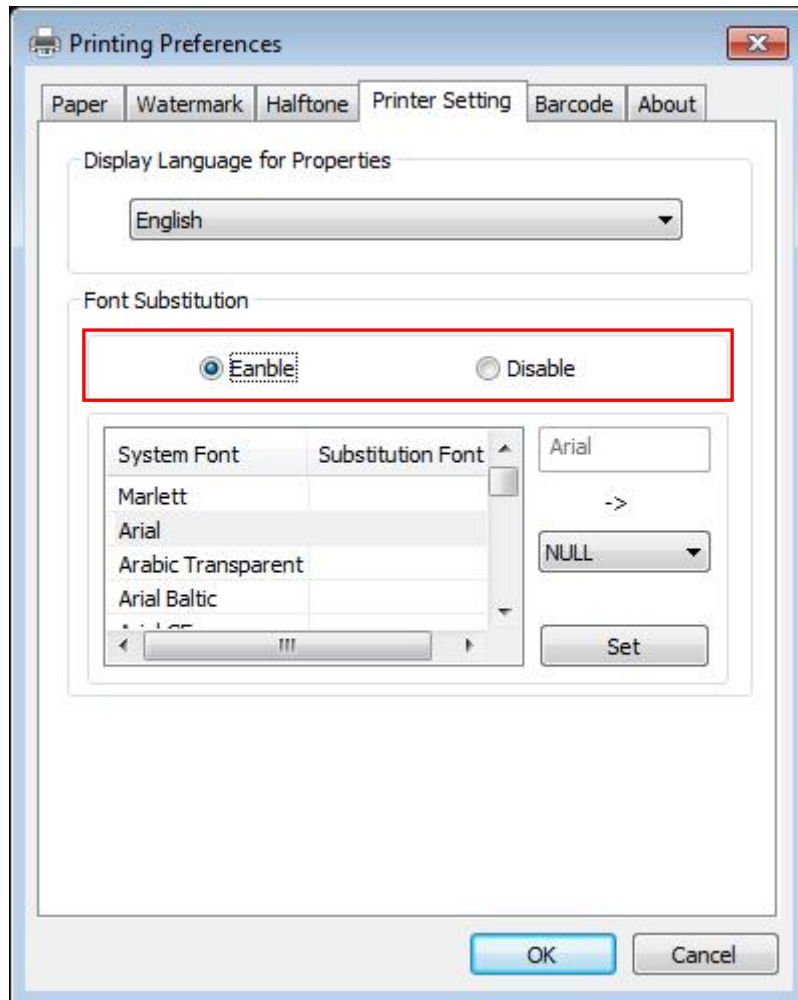 Printing Preferences
Paper Watermark Halftone Printer Setting Barcode About
Display Language for Properties
English
Font Substitution
Eanble Disable
System Font Substitution Font Arial
Marlett ->
Arial
Arabic Transparent NULL
Arial Baltic
Set
OK Cancel